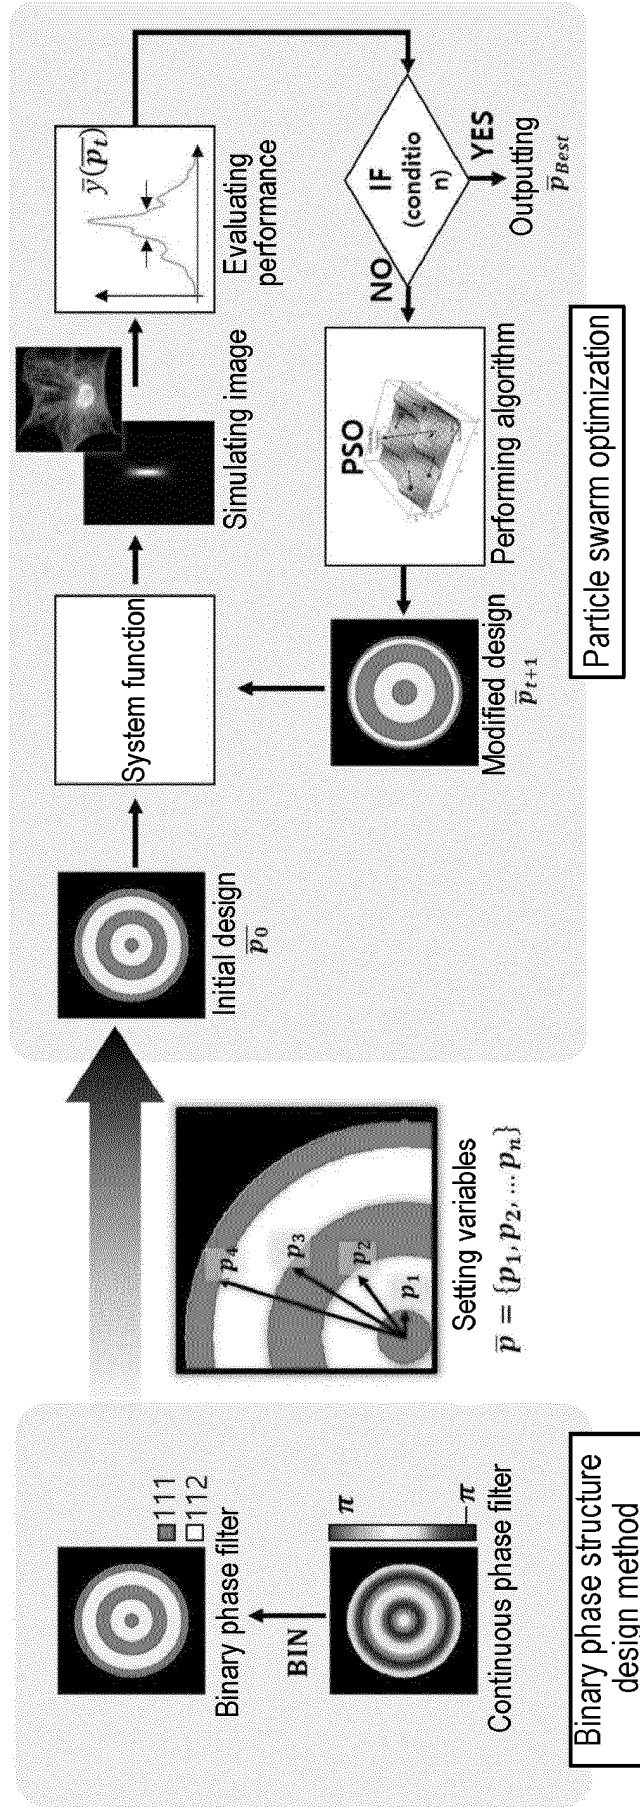 Binary phase filter
111
112
BIN
π
−π
Continuous phase filter
Binary phase structure
design method
p₁
p₂
p₃
p₄
Setting variables
p̅ = {p₁, p₂, ... pₙ}
Initial design
p̅₀
System function
Simulating image
y̅(p̅ₜ)
Evaluating
performance
IF
(conditio
n)
YES
Outputting
p̅Best
NO
PSO
Performing algorithm
Modified design
p̅ₜ₊₁
Particle swarm optimization